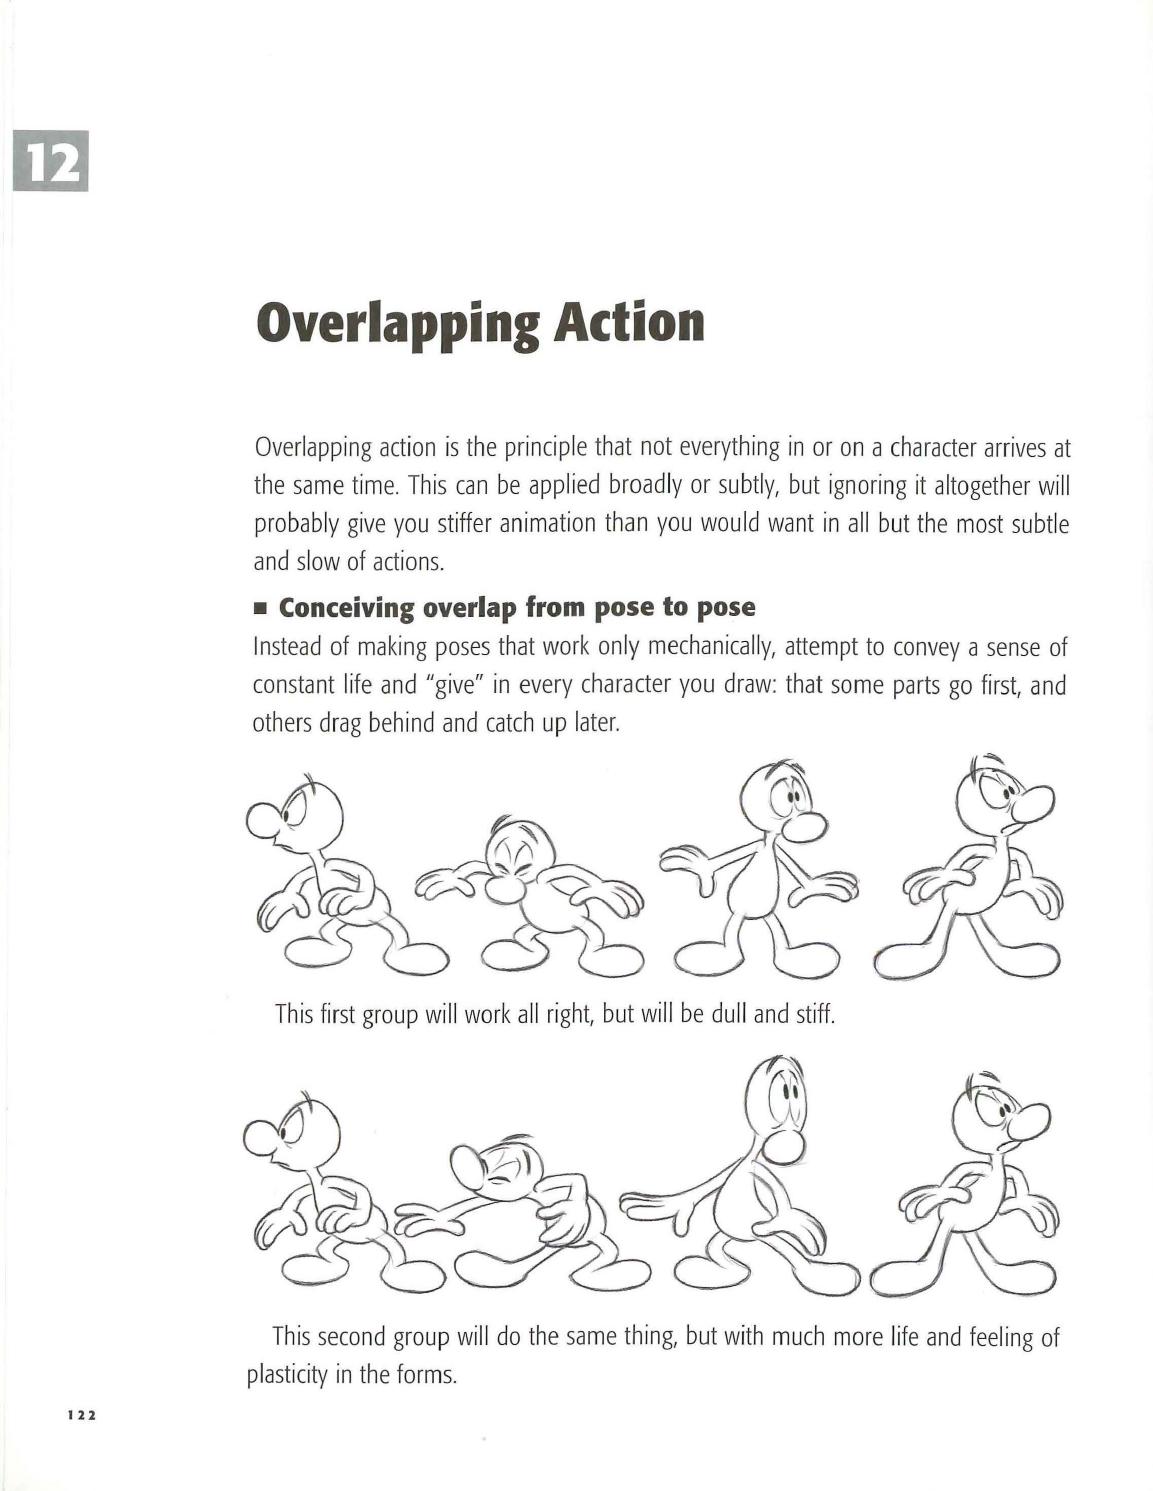 12
Overlapping Action
Overlapping action is the principle that not everything in or on a character arrives at
the same time. This can be applied broadly or subtly, but ignoring it altogether will
probably give you stiffer animation than you would want in all but the most subtle
and slow of actions.
▪ Conceiving overlap from pose to pose
Instead of making poses that work only mechanically, attempt to convey a sense of
constant life and "give" in every character you draw: that some parts go first, and
others drag behind and catch up later.
This first group will work all right, but will be dull and stiff.
This second group will do the same thing, but with much more life and feeling of
plasticity in the forms.
122